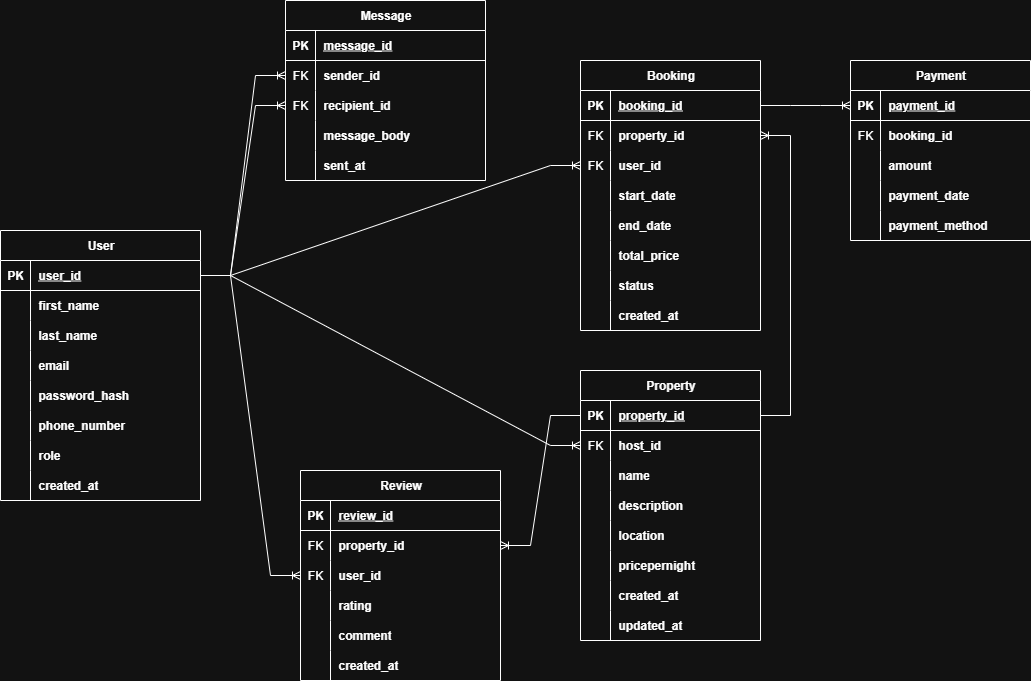 Message
PK message_id
FK sender_id
FK recipient_id
message_body
sent_at
Booking
PK booking_id
FK property_id
FK user_id
start_date
end_date
total_price
status
created_at
Payment
PK payment_id
FK booking_id
amount
payment_date
payment_method
User
PK user_id
first_name
last_name
email
password_hash
phone_number
role
created_at
Property
PK property_id
FK host_id
name
description
location
pricepernight
created_at
updated_at
Review
PK review_id
FK property_id
FK user_id
rating
comment
created_at